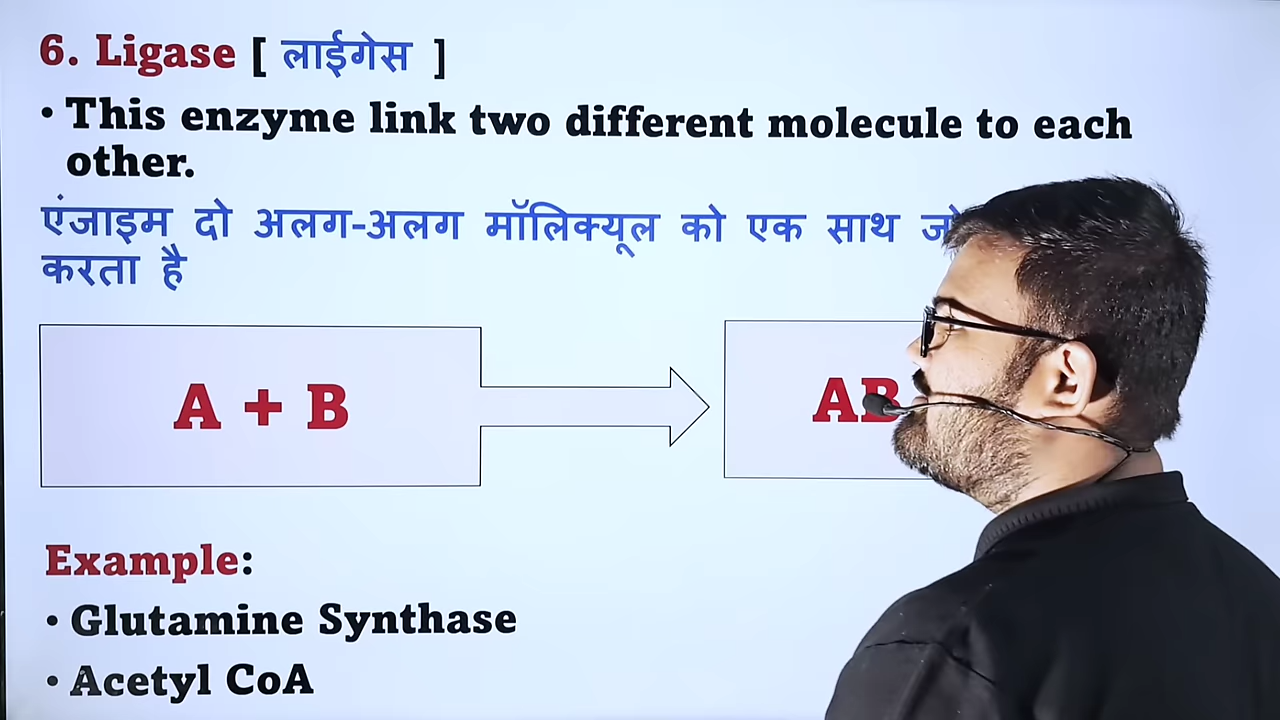 6. Ligase [ लाईगेस ]
• This enzyme link two different molecule to each
other.
एंजाइम दो अलग-अलग मॉलिक्यूल को एक साथ
करता है
A + B
AB
Example:
• Glutamine Synthase
• Acetyl CoA